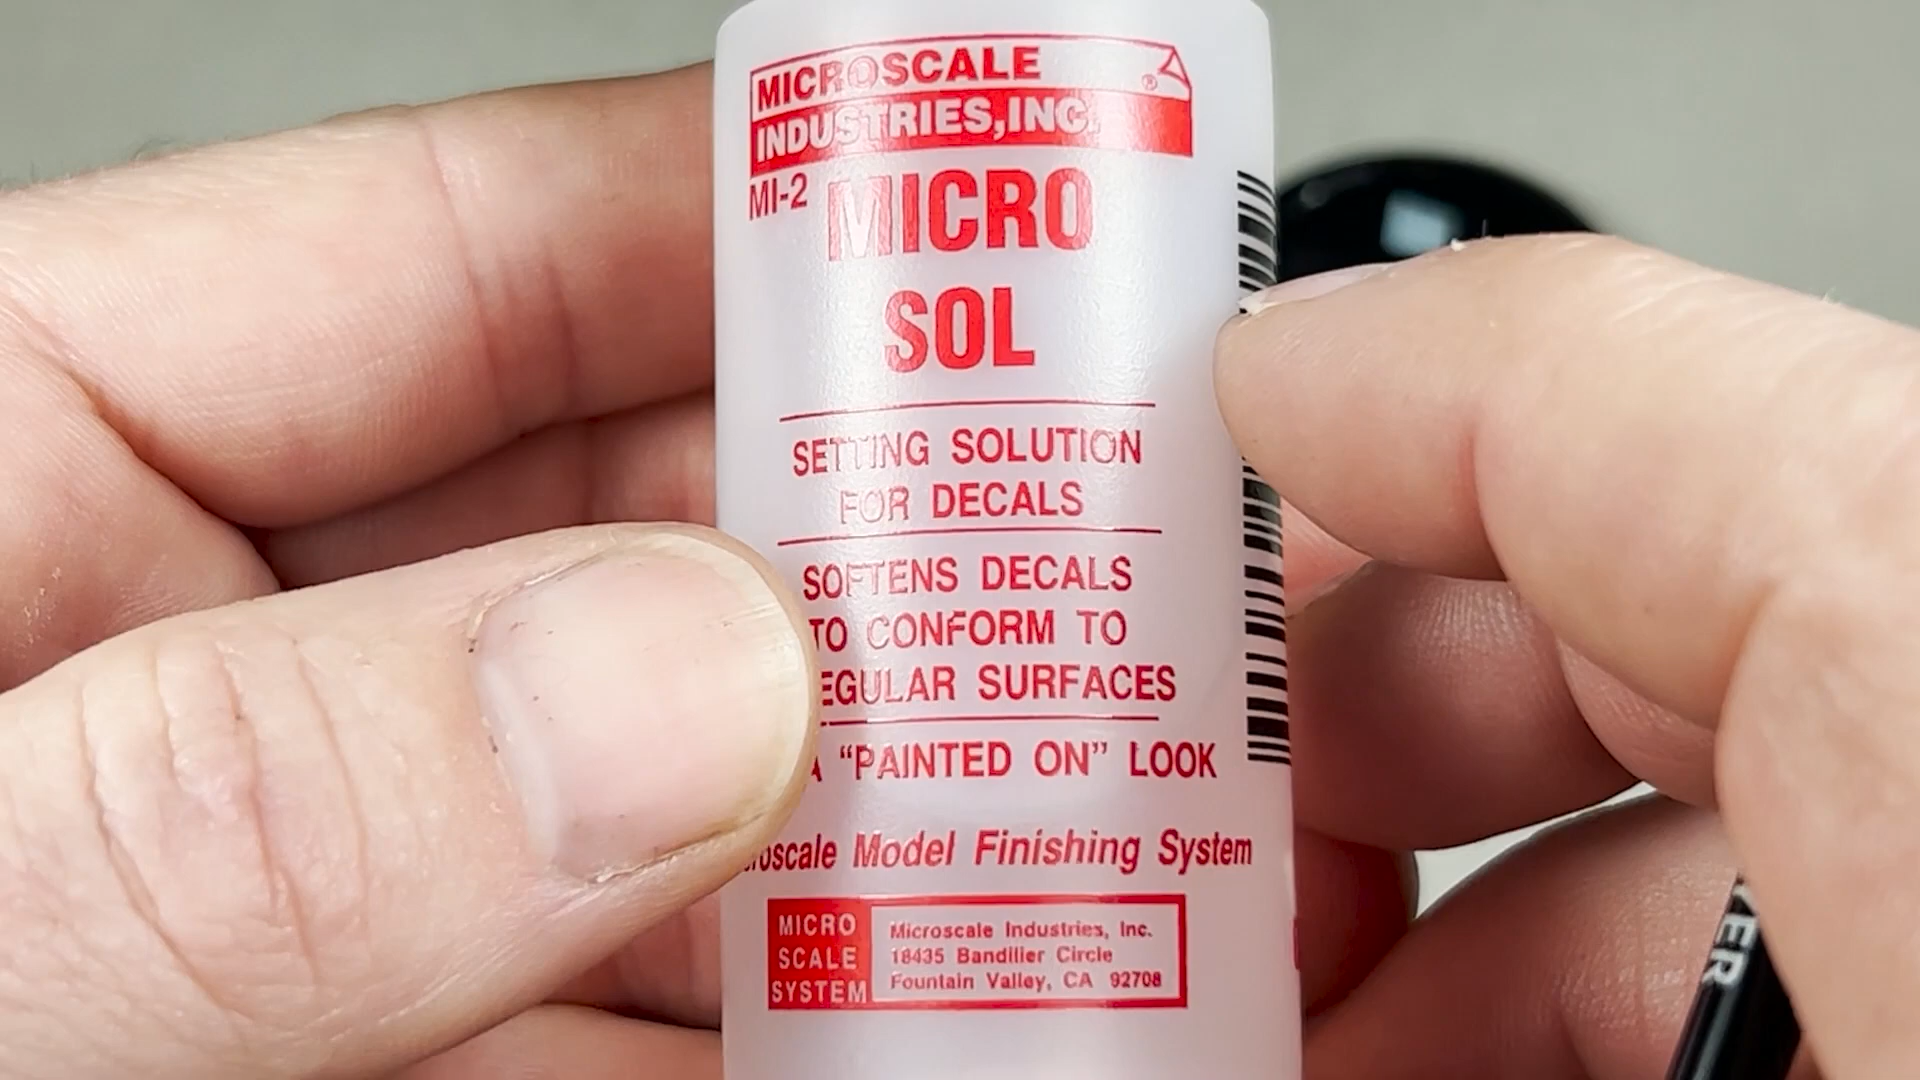 MICROSCALE ®
INDUSTRIES, INC.
MI-2 MICRO
SOL
SETTING SOLUTION
FOR DECALS
SOFTENS DECALS
TO CONFORM TO
EGULAR SURFACES
A "PAINTED ON" LOOK
oscale Model Finishing System
MICRO
SCALE
SYSTEM
Microscale Industries, Inc.
18435 Bandilier Circle
Fountain Valley, CA 92708